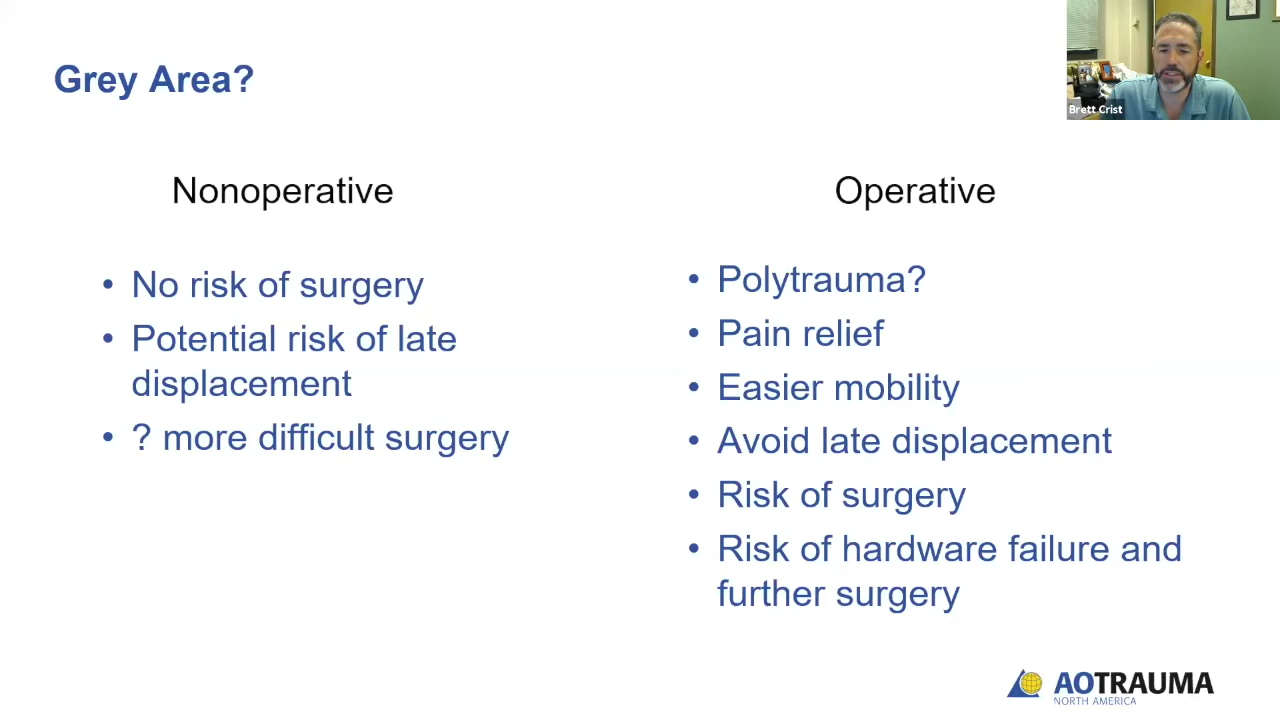 Grey Area?
Brett Crist
Nonoperative
• No risk of surgery
• Potential risk of late
displacement
• ? more difficult surgery
Operative
• Polytrauma?
• Pain relief
• Easier mobility
• Avoid late displacement
• Risk of surgery
• Risk of hardware failure and
further surgery
AOTRAUMA
NORTH AMERICA